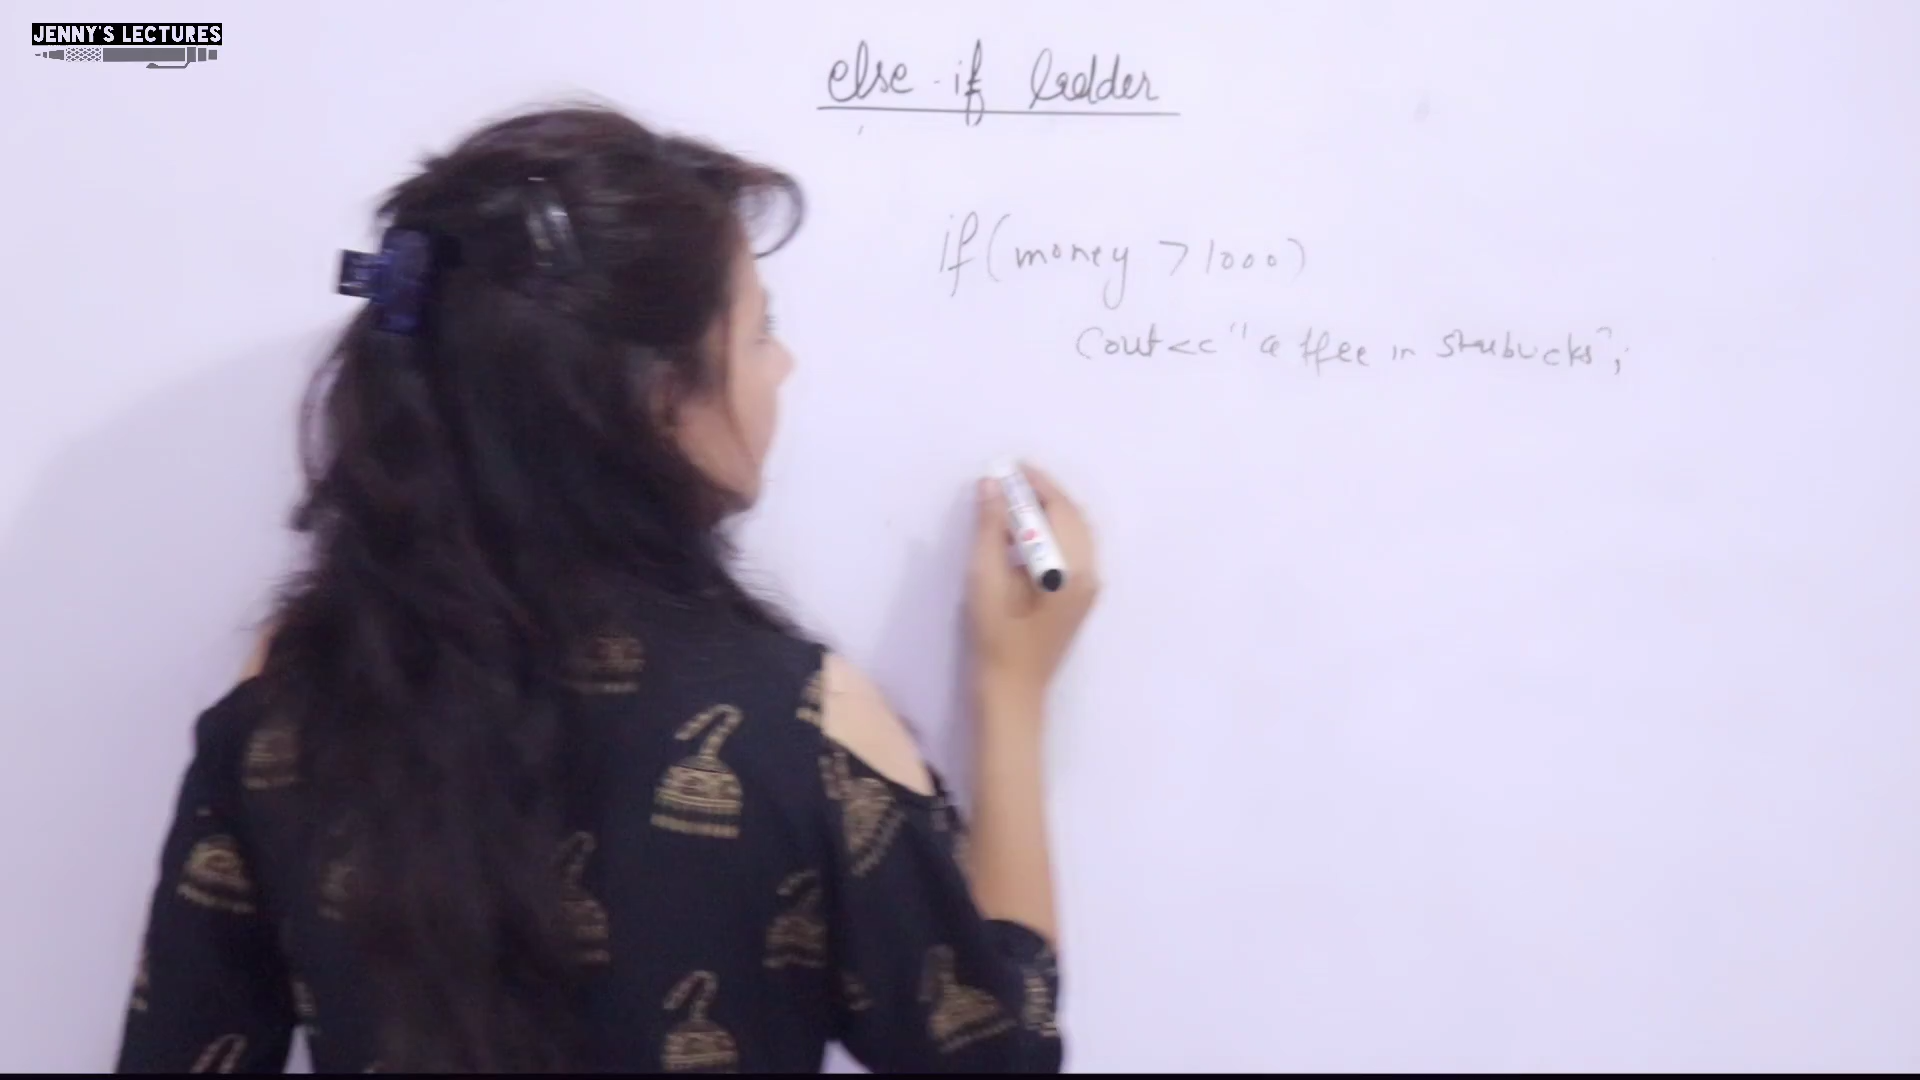 JENNY'S LECTURES
else-if ladder
if(money >1000)
cout<< "coffee in starbucks";